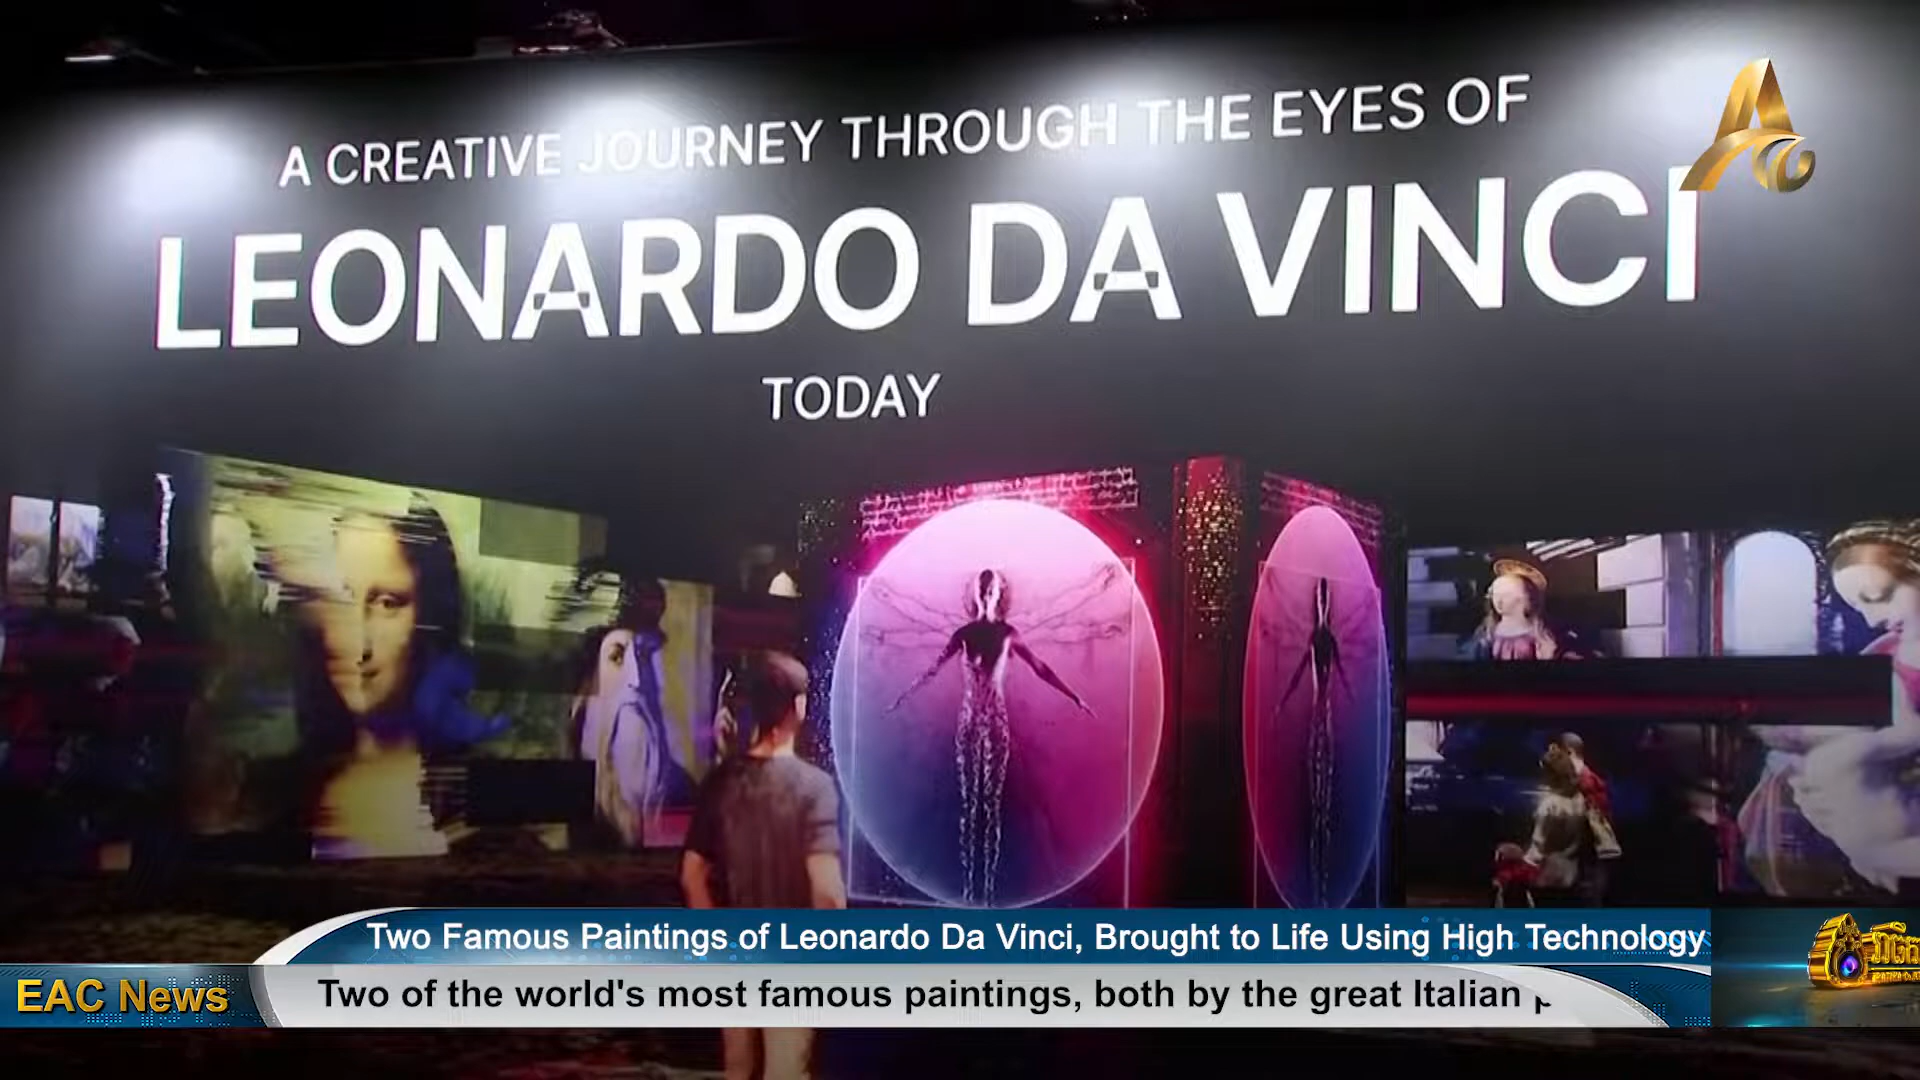 A CREATIVE JOURNEY THROUGH THE EYES OF
LEONARDO DA VINCI
TODAY
Two Famous Paintings of Leonardo Da Vinci, Brought to Life Using High Technology
EAC News
Two of the world's most famous paintings, both by the great Italian